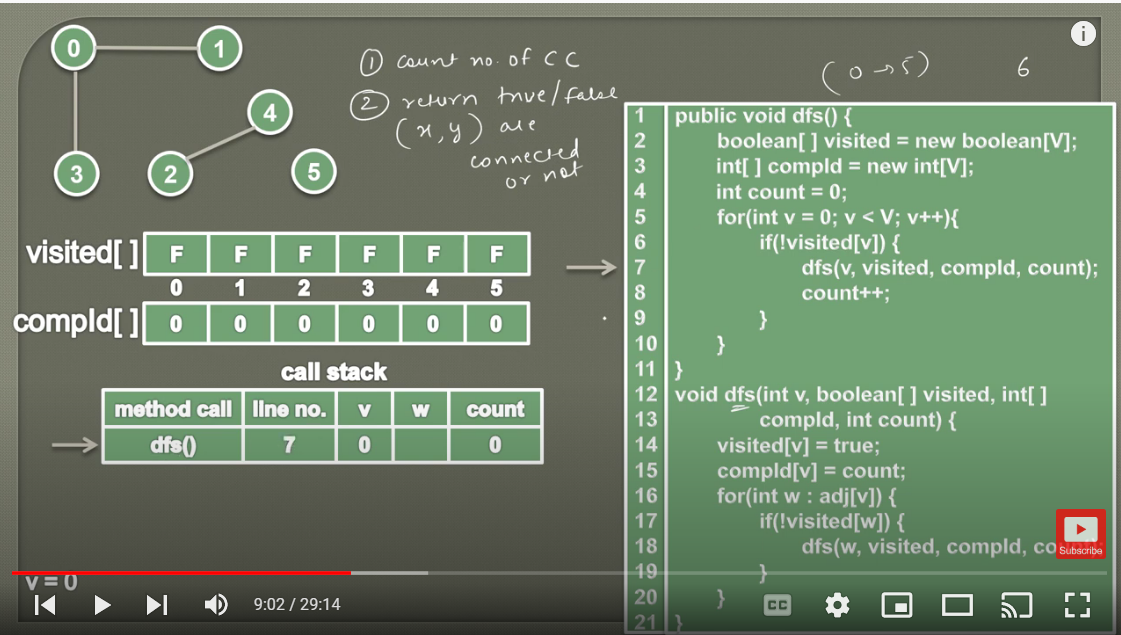 0 1
4
3 2 5
① count no. of C C
② return true/false
(x, y) are
connected
or not
(0 → 5) 6
visited[ ] F F F F F F
0 1 2 3 4 5
compId[ ] 0 0 0 0 0 0
call stack
method call line no. v w count
dfs() 7 0 0
v = 0
1 public void dfs() {
2 boolean[ ] visited = new boolean[V];
3 int[ ] compId = new int[V];
4 int count = 0;
5 for(int v = 0; v < V; v++){
6 if(!visited[v]) {
7 dfs(v, visited, compId, count);
8 count++;
9 }
10 }
11 }
12 void dfs(int v, boolean[ ] visited, int[ ]
13 compId, int count) {
14 visited[v] = true;
15 compId[v] = count;
16 for(int w : adj[v]) {
17 if(!visited[w]) {
18 dfs(w, visited, compId, count);
19 }
20 }
21 }
Subscribe
9:02 / 29:14
CC
i